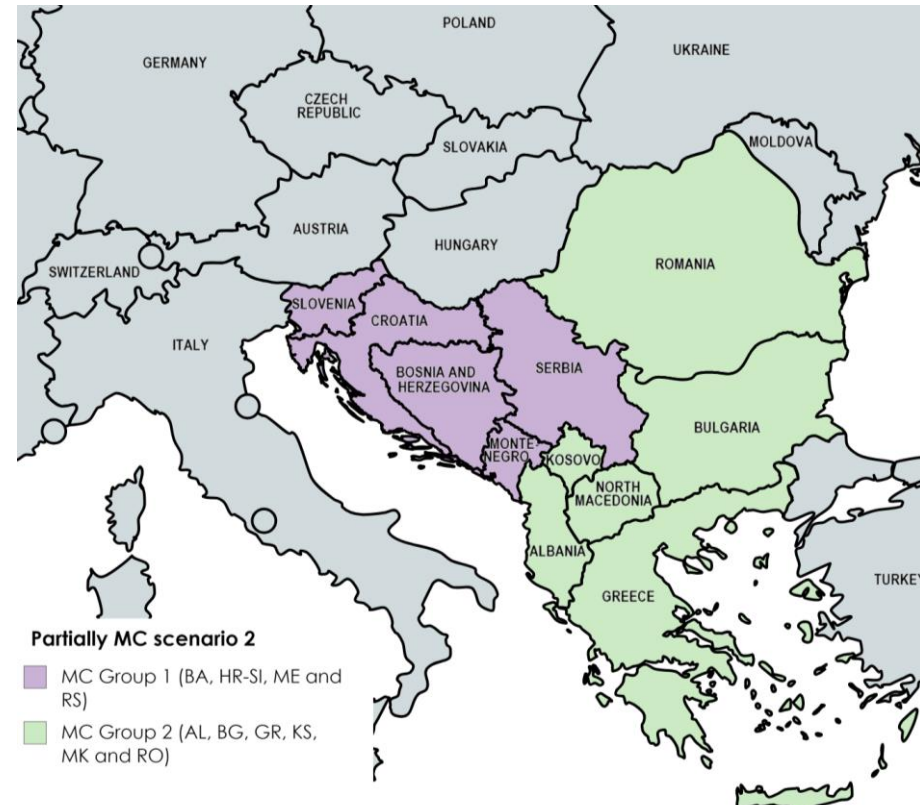 POLAND
UKRAINE
GERMANY
CZECH
REPUBLIC
SLOVAKIA
MOLDOVA
AUSTRIA
HUNGARY
SWITZERLAND
ROMANIA
SLOVENIA
CROATIA
ITALY
BOSNIA AND
HERZEGOVINA
SERBIA
BULGARIA
MONTE-
NEGRO
KOSOVO
NORTH
MACEDONIA
ALBANIA
GREECE
TURKEY
Partially MC scenario 2
MC Group 1 (BA, HR-SI, ME and
RS)
MC Group 2 (AL, BG, GR, KS,
MK and RO)